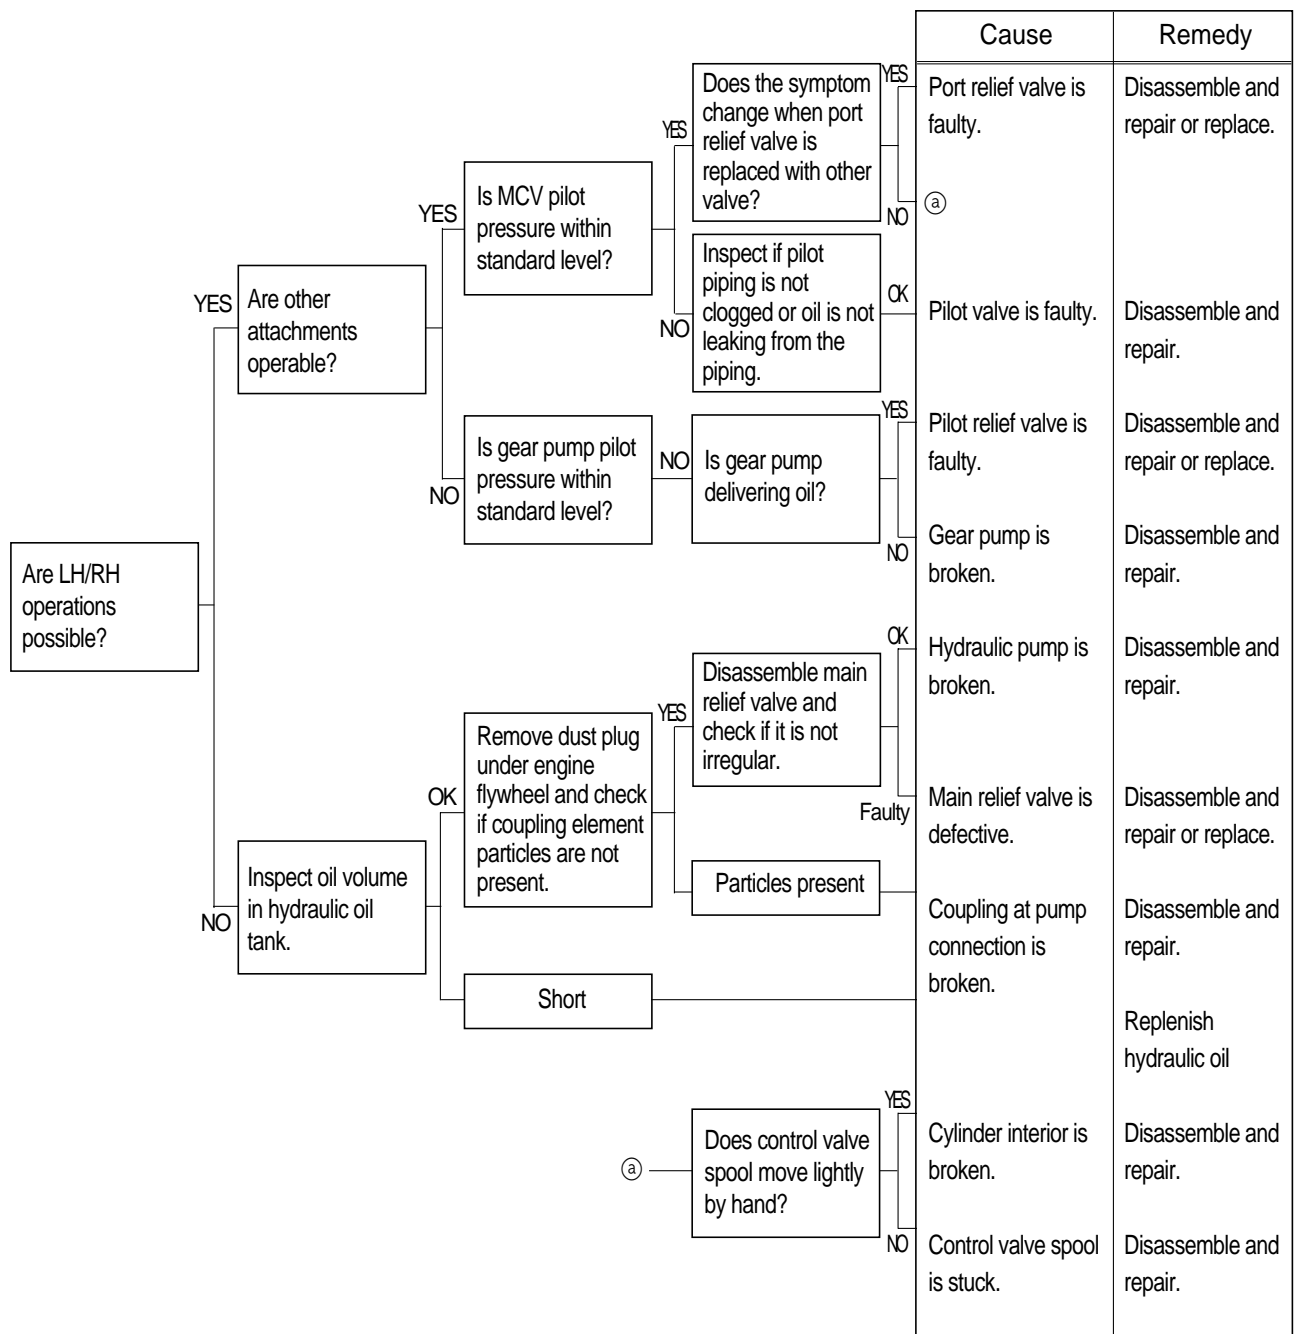 Cause
Remedy
Does the symptom
change when port
relief valve is
replaced with other
valve?
YES
Port relief valve is
faulty.
Disassemble and
repair or replace.
YES
NO
ⓐ
Is MCV pilot
pressure within
standard level?
YES
Inspect if pilot
piping is not
clogged or oil is not
leaking from the
piping.
NO
OK
Pilot valve is faulty.
Disassemble and
repair.
YES
Are other
attachments
operable?
Is gear pump pilot
pressure within
standard level?
NO
NO
Is gear pump
delivering oil?
YES
Pilot relief valve is
faulty.
Disassemble and
repair or replace.
NO
Gear pump is
broken.
Disassemble and
repair.
Are LH/RH
operations
possible?
Disassemble main
relief valve and
check if it is not
irregular.
OK
Hydraulic pump is
broken.
Disassemble and
repair.
YES
Remove dust plug
under engine
flywheel and check
if coupling element
particles are not
present.
OK
Faulty
Main relief valve is
defective.
Disassemble and
repair or replace.
Inspect oil volume
in hydraulic oil
tank.
NO
Particles present
Coupling at pump
connection is
broken.
Disassemble and
repair.
Short
Replenish
hydraulic oil
ⓐ
Does control valve
spool move lightly
by hand?
YES
Cylinder interior is
broken.
Disassemble and
repair.
NO
Control valve spool
is stuck.
Disassemble and
repair.